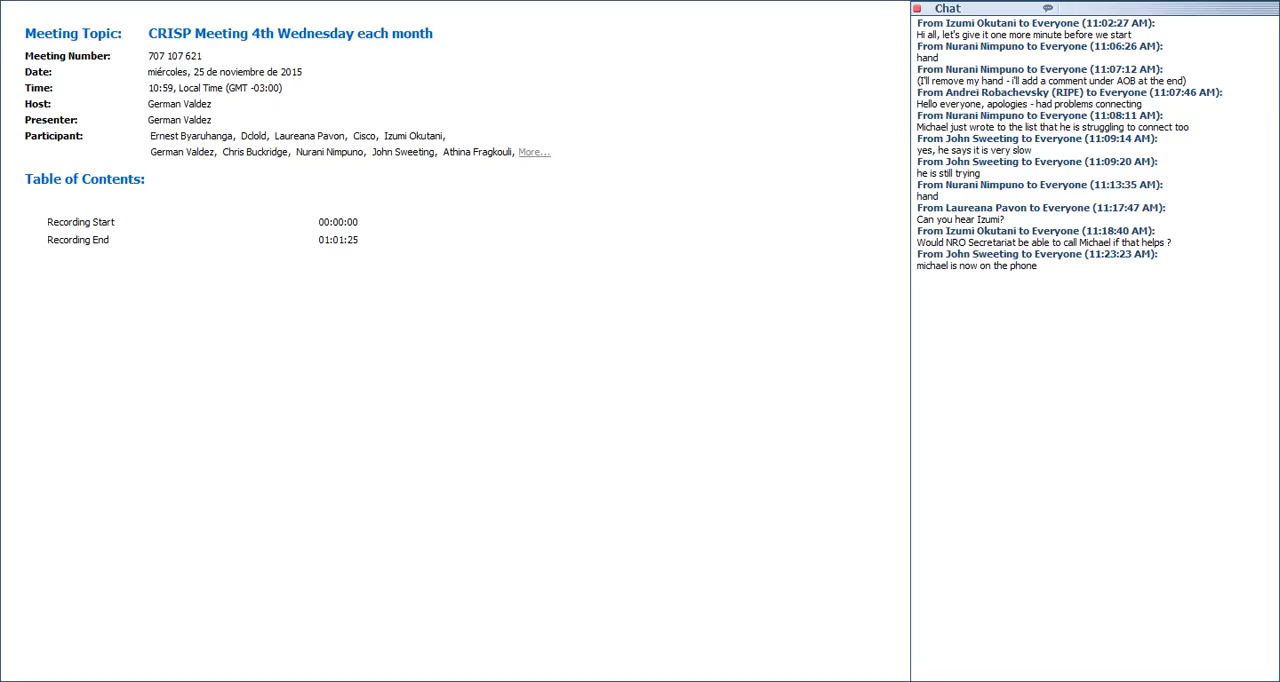 Meeting Topic: CRISP Meeting 4th Wednesday each month
Meeting Number: 707 107 621
Date: miércoles, 25 de noviembre de 2015
Time: 10:59, Local Time (GMT -03:00)
Host: German Valdez
Presenter: German Valdez
Participant: Ernest Byaruhanga, Dclold, Laureana Pavon, Cisco, Izumi Okutani,
German Valdez, Chris Buckridge, Nurani Nimpuno, John Sweeting, Athina Fragkouli, More...
Table of Contents:
Recording Start 00:00:00
Recording End 01:01:25
Chat
From Izumi Okutani to Everyone (11:02:27 AM):
Hi all, let's give it one more minute before we start
From Nurani Nimpuno to Everyone (11:06:26 AM):
hand
From Nurani Nimpuno to Everyone (11:07:12 AM):
(I'll remove my hand - i'll add a comment under AOB at the end)
From Andrei Robachevsky (RIPE) to Everyone (11:07:46 AM):
Hello everyone, apologies - had problems connecting
From Nurani Nimpuno to Everyone (11:08:11 AM):
Michael just wrote to the list that he is struggling to connect too
From John Sweeting to Everyone (11:09:14 AM):
yes, he says it is very slow
From John Sweeting to Everyone (11:09:20 AM):
he is still trying
From Nurani Nimpuno to Everyone (11:13:35 AM):
hand
From Laureana Pavon to Everyone (11:17:47 AM):
Can you hear Izumi?
From Izumi Okutani to Everyone (11:18:40 AM):
Would NRO Secretariat be able to call Michael if that helps ?
From John Sweeting to Everyone (11:23:23 AM):
michael is now on the phone